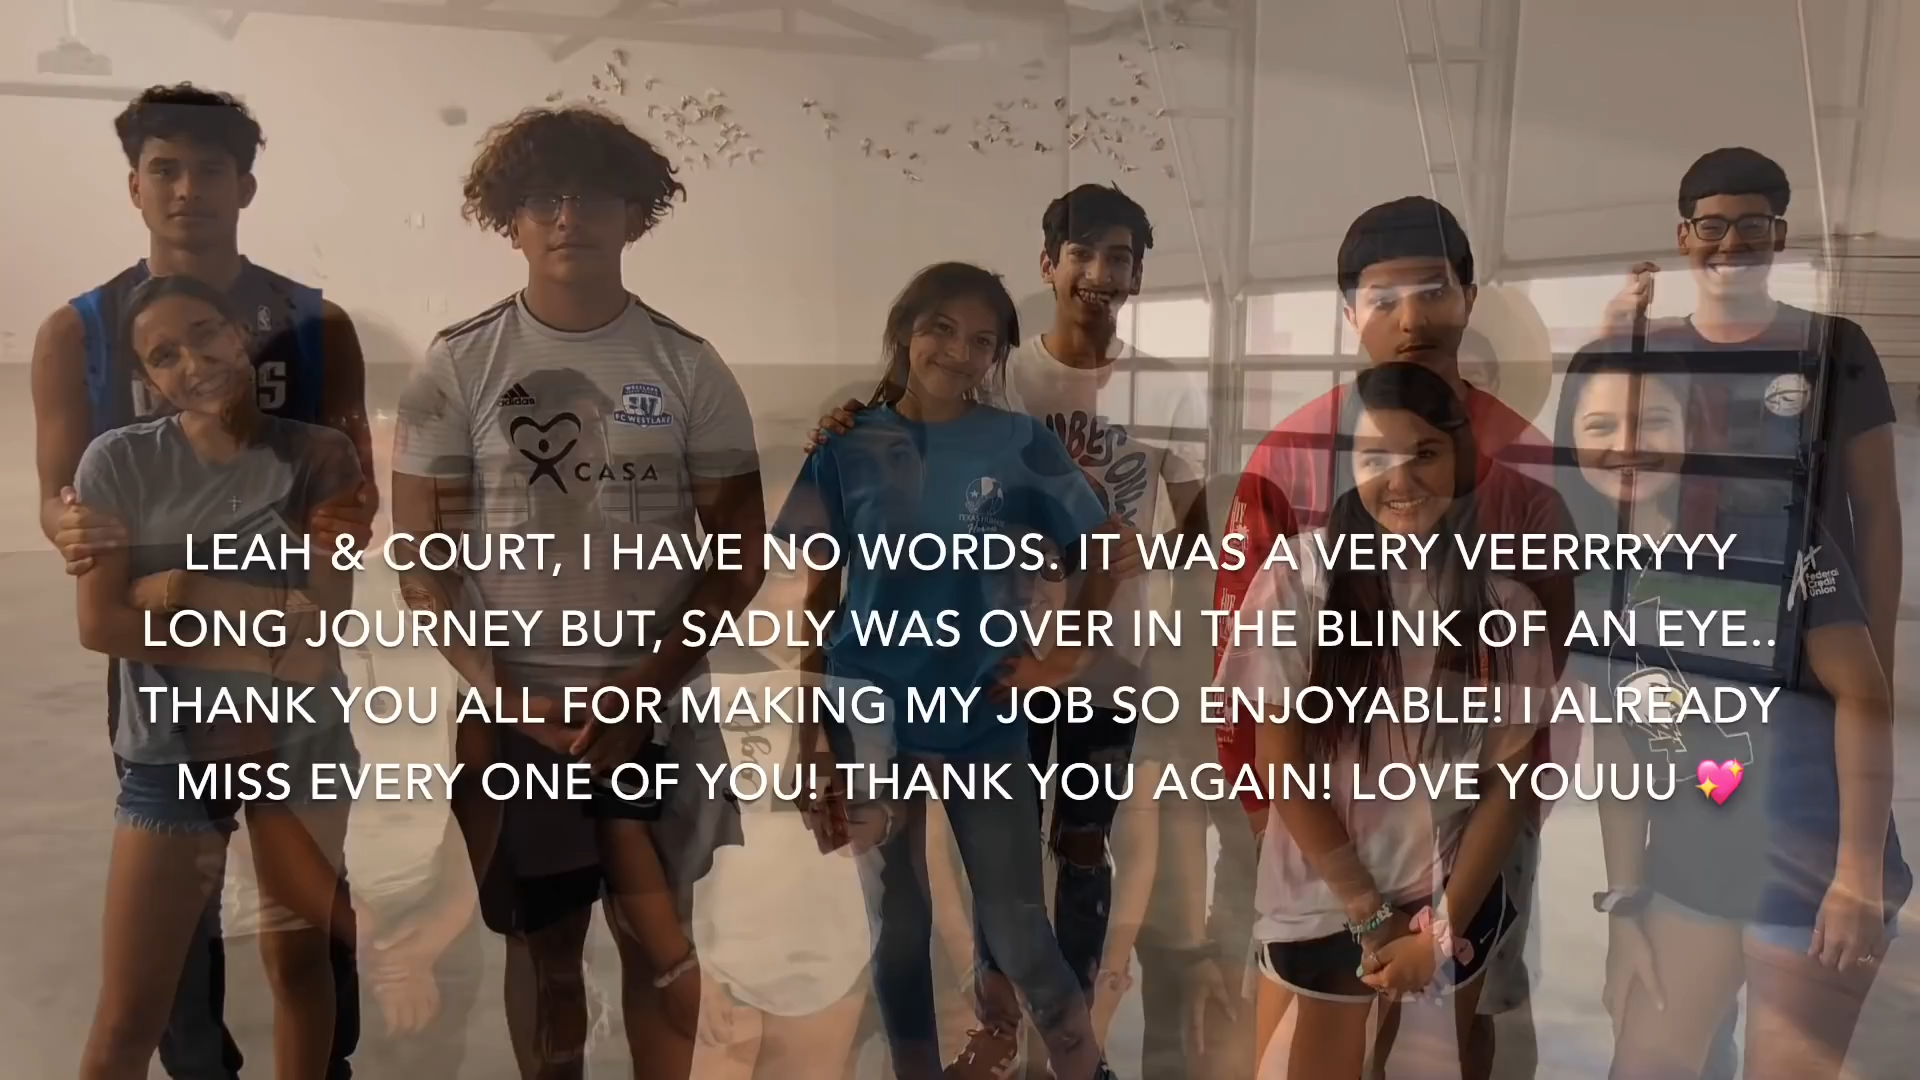 LEAH & COURT, I HAVE NO WORDS. IT WAS A VERY VEERRRYYY
LONG JOURNEY BUT, SADLY WAS OVER IN THE BLINK OF AN EYE..
THANK YOU ALL FOR MAKING MY JOB SO ENJOYABLE! I ALREADY
MISS EVERY ONE OF YOU! THANK YOU AGAIN! LOVE YOUUU 💖
adidas
WESTLAKE
FC WESTLAKE
CASA
Federal
Credit
Union